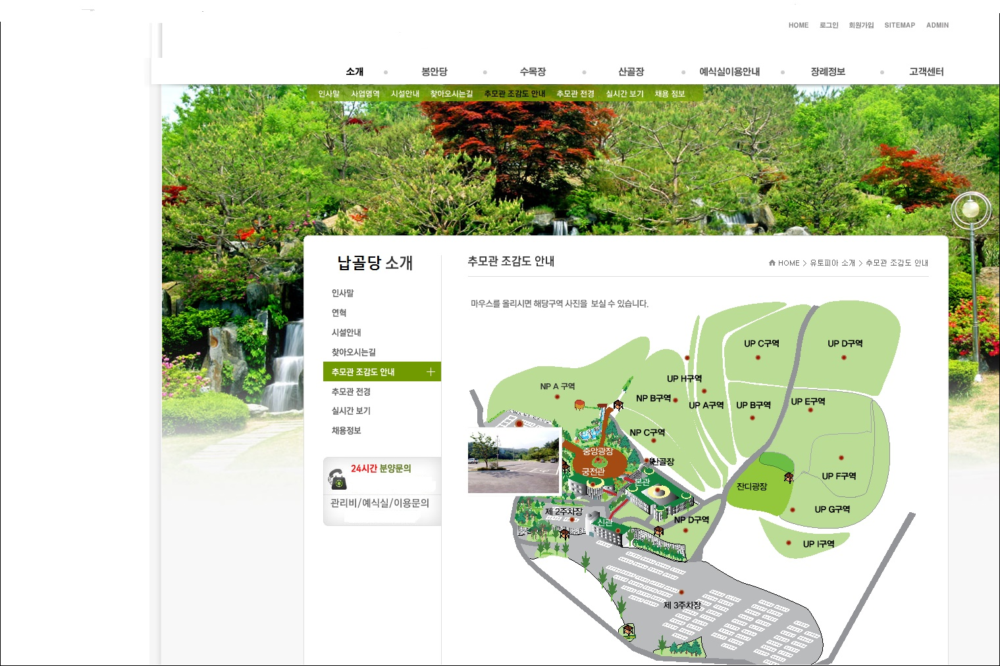 HOME 로그인 회원가입 SITEMAP ADMIN
소개 봉안당 수목장 산골장 예식실이용안내 장례정보 고객센터
인사말 사업영역 시설안내 찾아오시는길 추모관 조감도 안내 추모관 전경 실시간 보기 채용 정보
납골당 소개
인사말
연혁
시설안내
찾아오시는길
추모관 조감도 안내
추모관 전경
실시간 보기
채용정보
24시간 분양문의
관리비/예식실/이용문의
추모관 조감도 안내
HOME > 유토피아 소개 > 추모관 조감도 안내
마우스를 올리시면 해당구역 사진을 보실 수 있습니다.
UP C구역
UP D구역
UP H구역
NP A 구역
NP B구역
UP A구역
UP B구역
UP E구역
NP C구역
중앙광장
산골장
궁전관
본관
UP F구역
잔디광장
제 2주차장
신관
NP D구역
UP G구역
UP I구역
제 3주차장